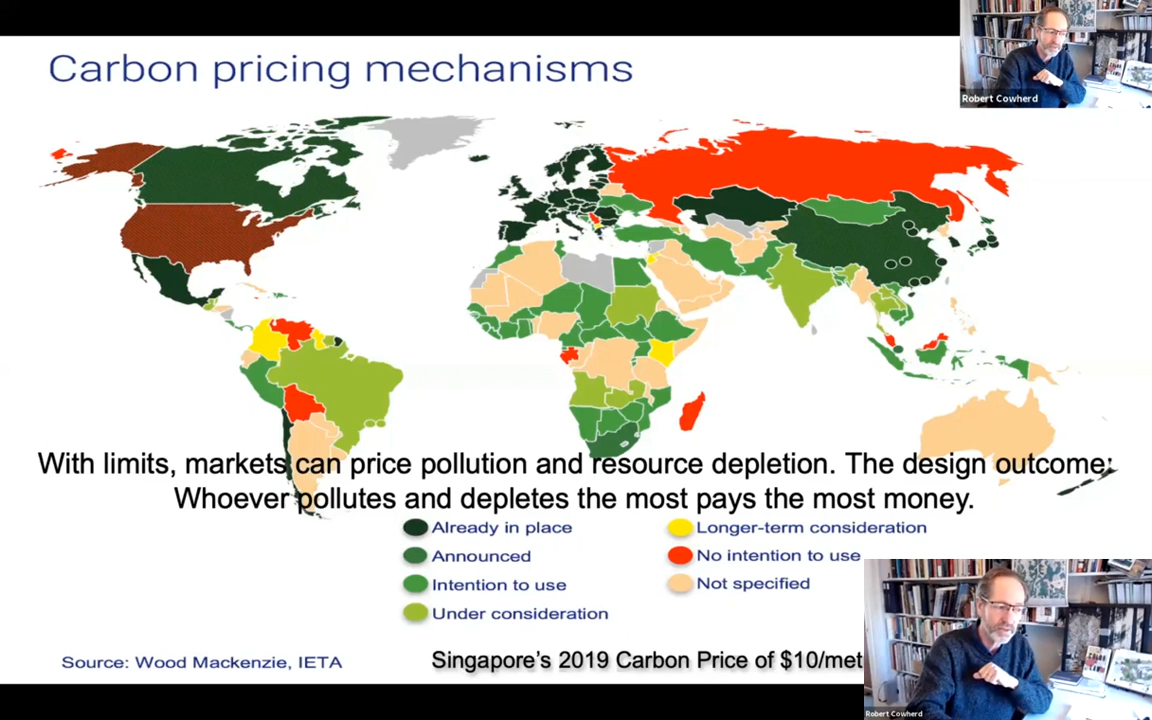 Carbon pricing mechanisms
Robert Cowherd
With limits, markets can price pollution and resource depletion. The design outcome:
Whoever pollutes and depletes the most pays the most money.
Already in place
Announced
Intention to use
Under consideration
Longer-term consideration
No intention to use
Not specified
Source: Wood Mackenzie, IETA
Singapore's 2019 Carbon Price of $10/met
Robert Cowherd